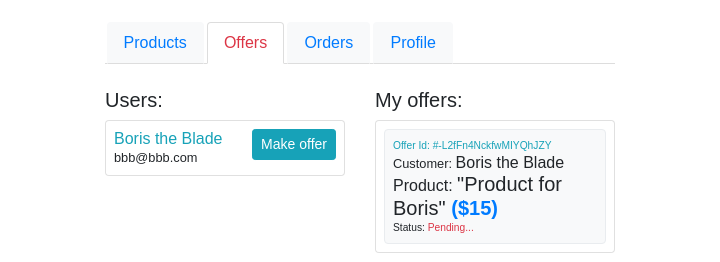 Products Offers Orders Profile
Users:
Boris the Blade
bbb@bbb.com
Make offer
My offers:
Offer Id: #-L2fFn4NckfwMIYQhJZY
Customer: Boris the Blade
Product: "Product for
Boris" ($15)
Status: Pending...